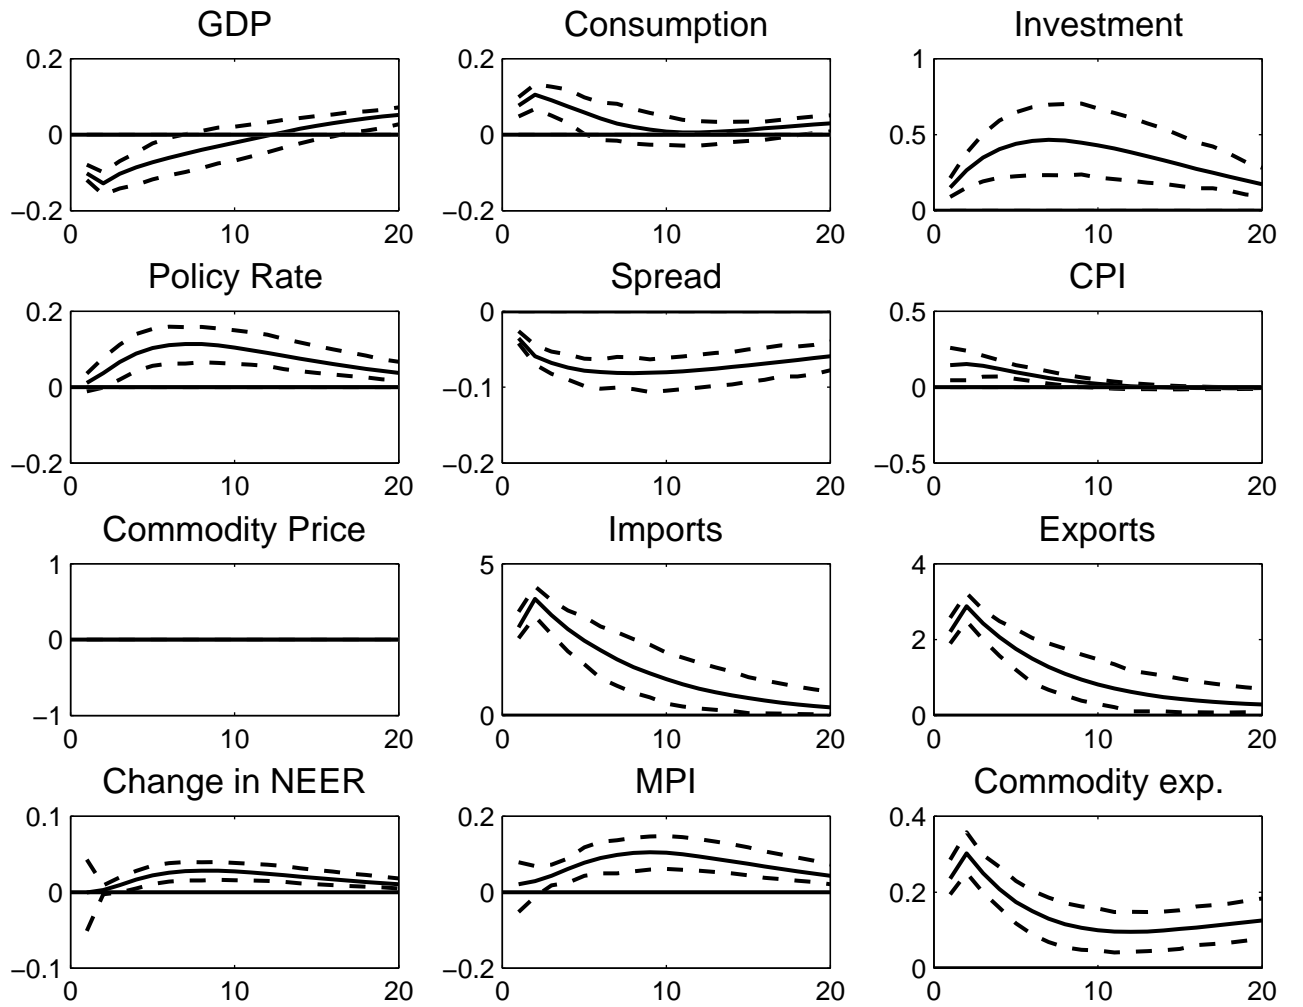 GDP Consumption Investment
0.2 0.2 1
0 0 0.5
−0.2 −0.2 0
0 10 20 0 10 20 0 10 20
Policy Rate Spread CPI
0.2 0 0.5
0 −0.1 0
−0.2 −0.2 −0.5
0 10 20 0 10 20 0 10 20
Commodity Price Imports Exports
1 5 4
0 2
−1 0 0
0 10 20 0 10 20 0 10 20
Change in NEER MPI Commodity exp.
0.1 0.2 0.4
0 0 0.2
−0.1 −0.2 0
0 10 20 0 10 20 0 10 20